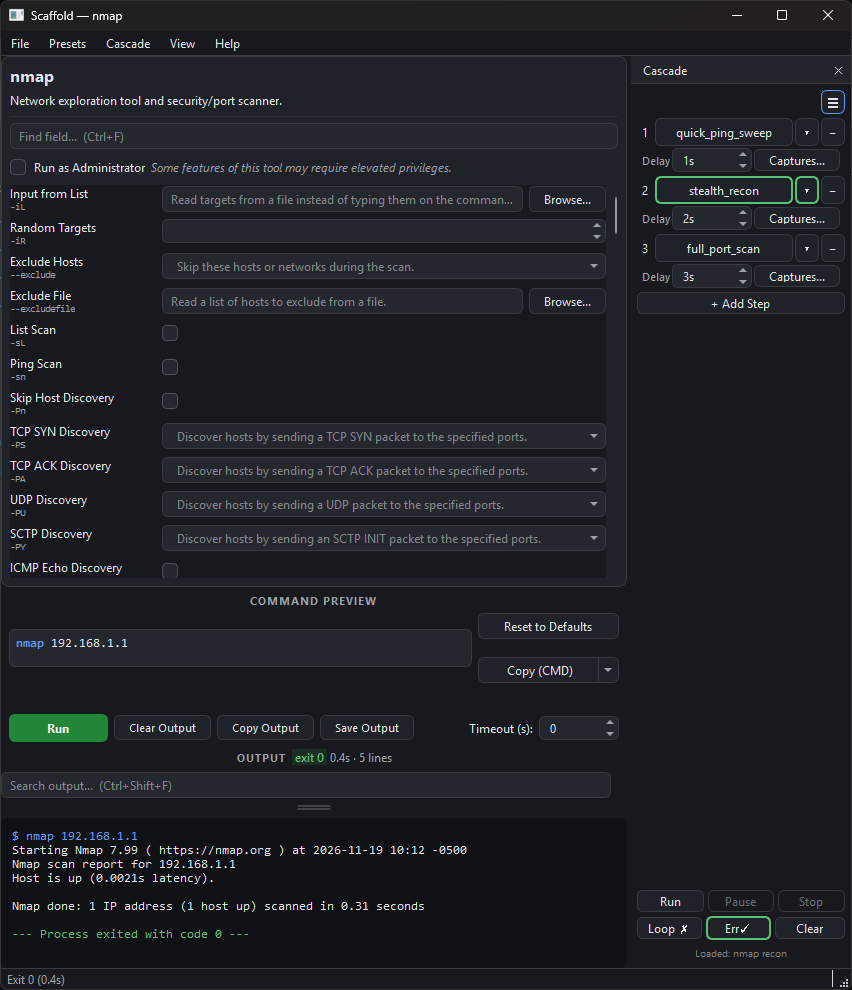 Scaffold — nmap
File Presets Cascade View Help
nmap
Network exploration tool and security/port scanner.
Find field... (Ctrl+F)
Run as Administrator Some features of this tool may require elevated privileges.
Input from List
-iL
Read targets from a file instead of typing them on the comman...
Browse...
Random Targets
-iR
Exclude Hosts
--exclude
Skip these hosts or networks during the scan.
Exclude File
--excludefile
Read a list of hosts to exclude from a file.
Browse...
List Scan
-sL
Ping Scan
-sn
Skip Host Discovery
-Pn
TCP SYN Discovery
-PS
Discover hosts by sending a TCP SYN packet to the specified ports.
TCP ACK Discovery
-PA
Discover hosts by sending a TCP ACK packet to the specified ports.
UDP Discovery
-PU
Discover hosts by sending a UDP packet to the specified ports.
SCTP Discovery
-PY
Discover hosts by sending an SCTP INIT packet to the specified ports.
ICMP Echo Discovery
COMMAND PREVIEW
nmap 192.168.1.1
Reset to Defaults
Copy (CMD)
Run
Clear Output
Copy Output
Save Output
Timeout (s): 0
OUTPUT exit 0 0.4s · 5 lines
Search output... (Ctrl+Shift+F)
$ nmap 192.168.1.1
Starting Nmap 7.99 ( https://nmap.org ) at 2026-11-19 10:12 -0500
Nmap scan report for 192.168.1.1
Host is up (0.0021s latency).
Nmap done: 1 IP address (1 host up) scanned in 0.31 seconds
--- Process exited with code 0 ---
Exit 0 (0.4s)
Cascade
1 quick_ping_sweep
Delay 1s Captures...
2 stealth_recon
Delay 2s Captures...
3 full_port_scan
Delay 3s Captures...
+ Add Step
Run Pause Stop
Loop ✗ Err✓ Clear
Loaded: nmap recon